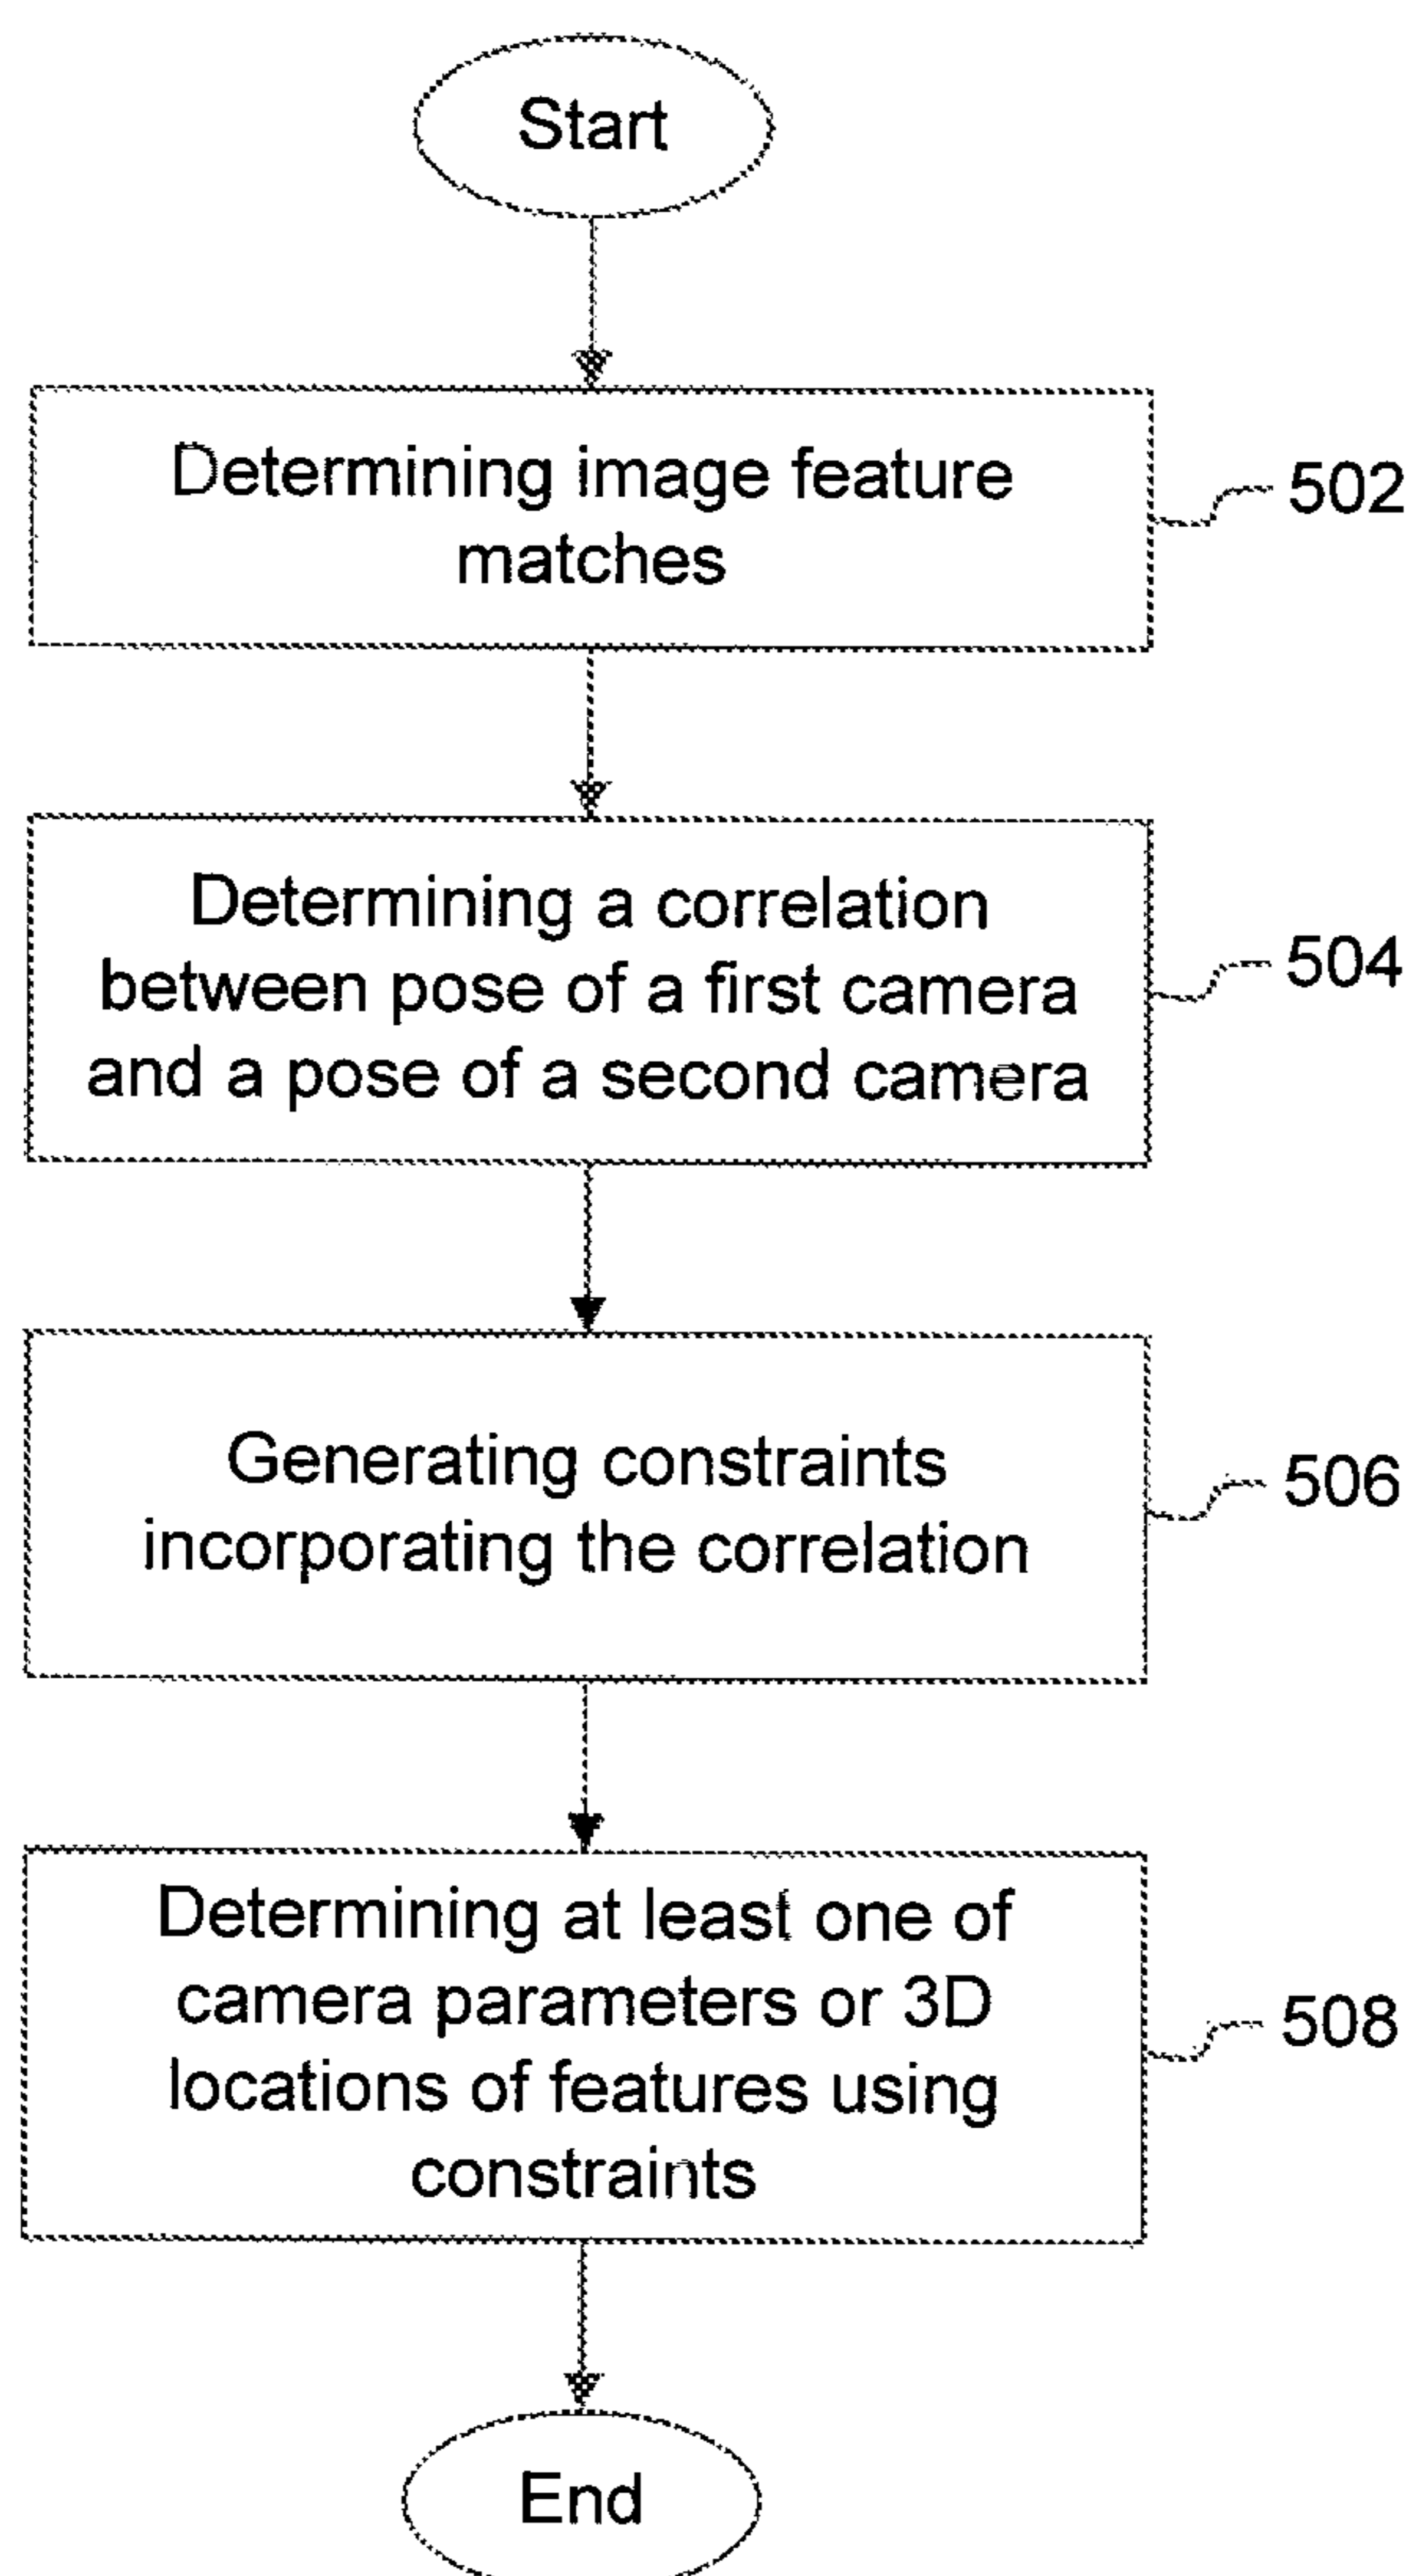 Start
Determining image feature
matches
502
Determining a correlation
between pose of a first camera
and a pose of a second camera
504
Generating constraints
incorporating the correlation
506
Determining at least one of
camera parameters or 3D
locations of features using
constraints
508
End